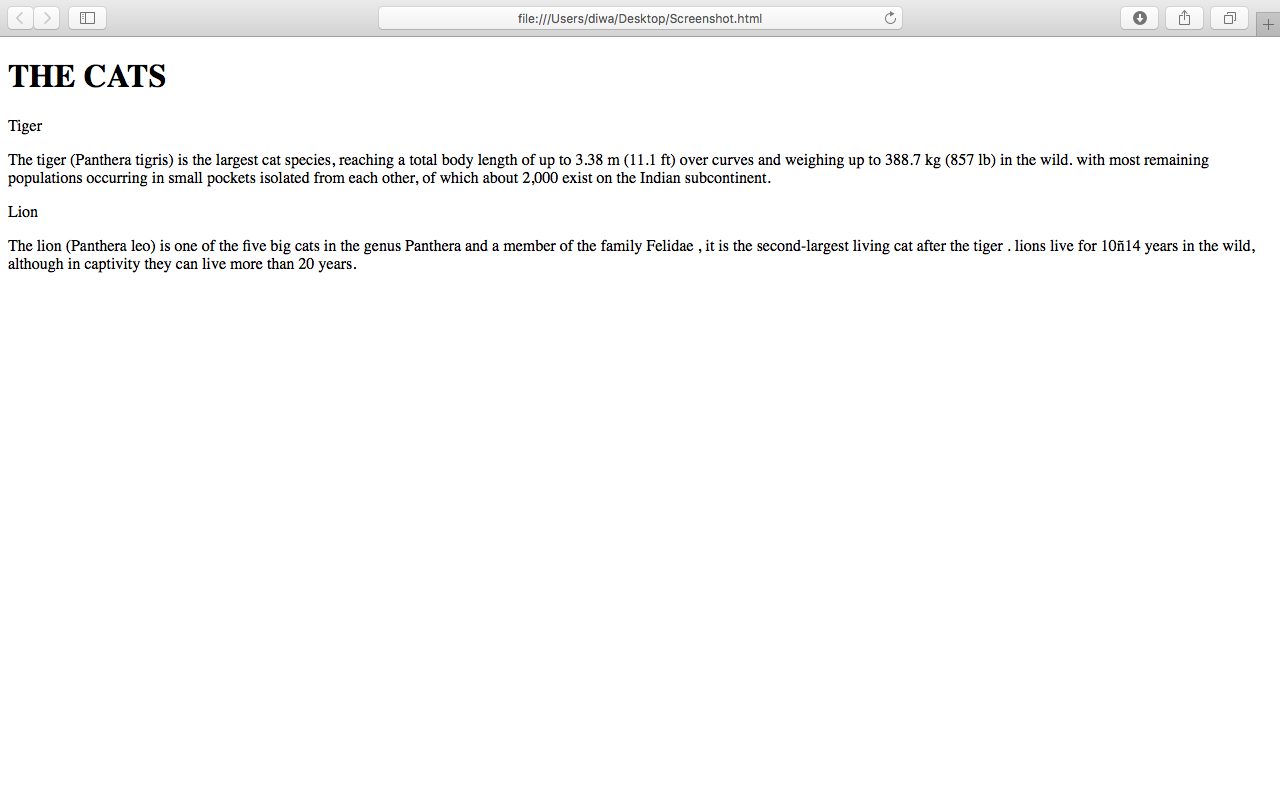 file:///Users/diwa/Desktop/Screenshot.html
THE CATS
Tiger
The tiger (Panthera tigris) is the largest cat species, reaching a total body length of up to 3.38 m (11.1 ft) over curves and weighing up to 388.7 kg (857 lb) in the wild. with most remaining
populations occurring in small pockets isolated from each other, of which about 2,000 exist on the Indian subcontinent.
Lion
The lion (Panthera leo) is one of the five big cats in the genus Panthera and a member of the family Felidae , it is the second-largest living cat after the tiger . lions live for 10ñ14 years in the wild,
although in captivity they can live more than 20 years.